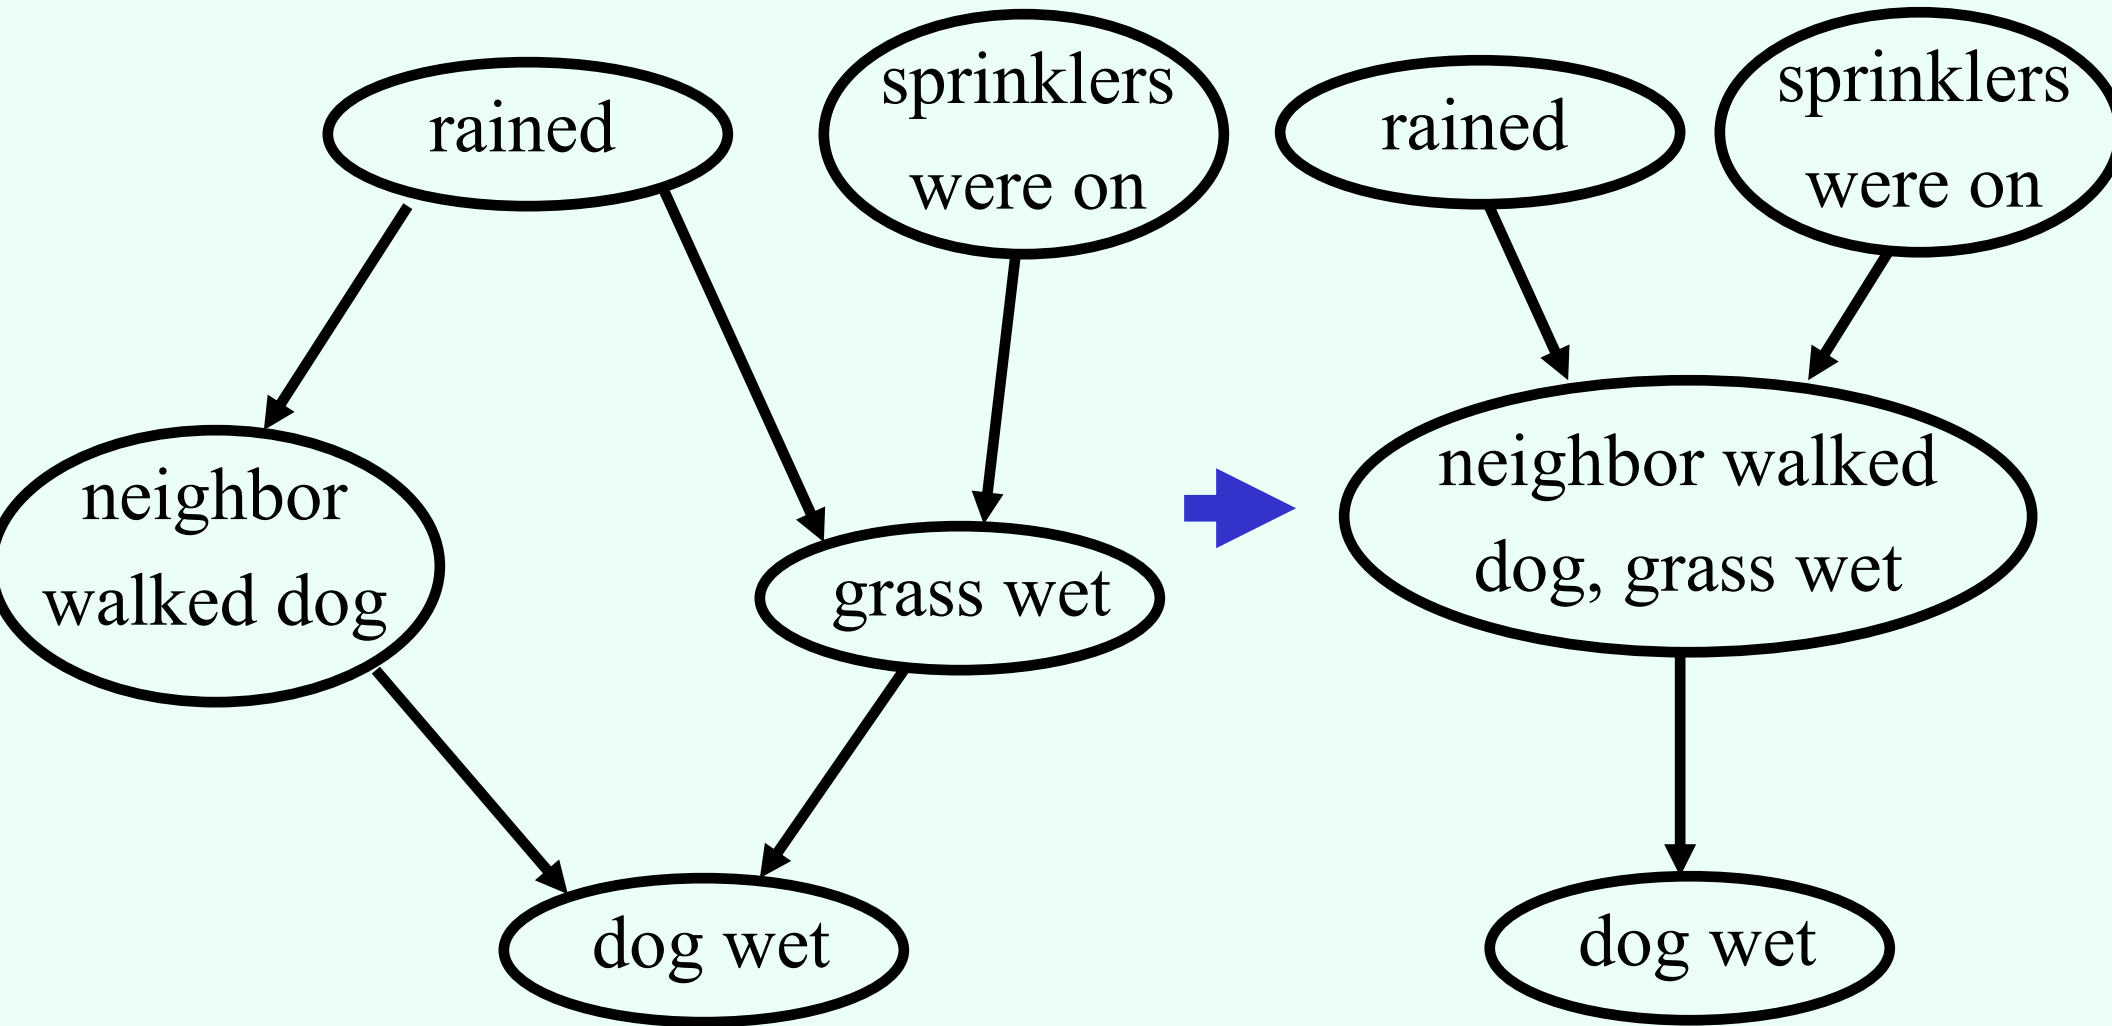 rained
sprinklers
were on
neighbor
walked dog
grass wet
dog wet
rained
sprinklers
were on
neighbor walked
dog, grass wet
dog wet